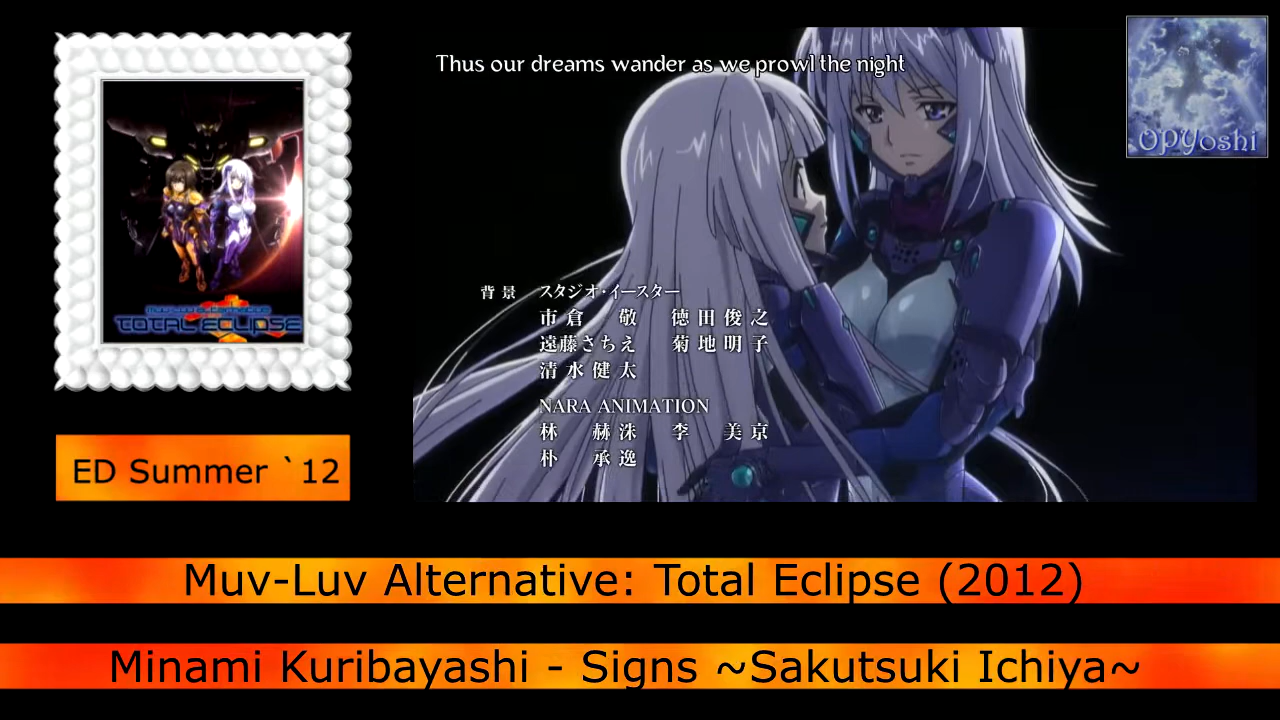 Thus our dreams wander as we prowl the night
OPYoshi
背景 スタジオ・イースター
市倉 敬 徳田俊之
遠藤さちえ 菊地明子
清水健太
NARA ANIMATION
林 赫洙 李 美京
朴 承逸
TOTAL ECLIPSE
ED Summer `12
Muv-Luv Alternative: Total Eclipse (2012)
Minami Kuribayashi - Signs ~Sakutsuki Ichiya~